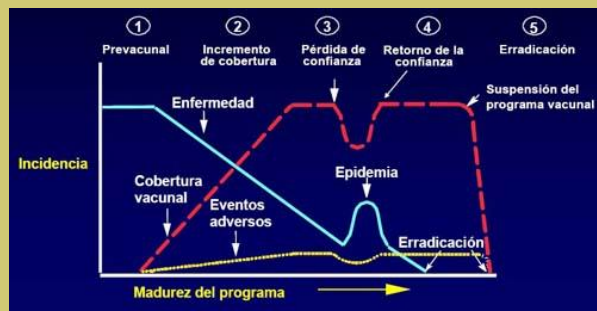 1 2 3 4 5
Prevacunal
Incremento
de cobertura
Pérdida de
confianza
Retorno de la
confianza
Erradicación
Enfermedad
Suspensión del
programa vacunal
Incidencia
Cobertura
vacunal
Eventos
adversos
Epidemia
Erradicación
Madurez del programa